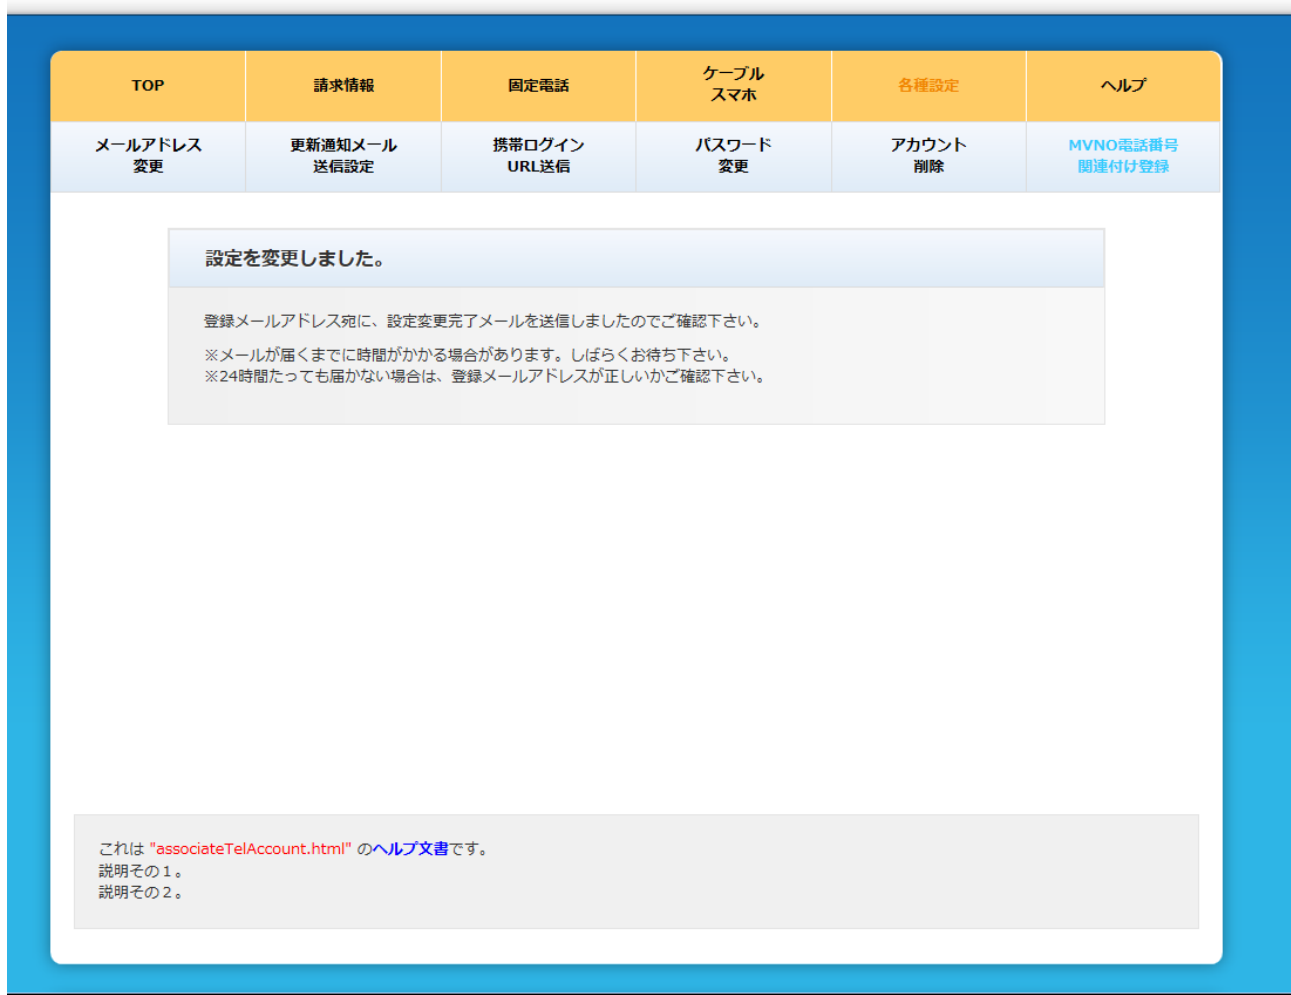 TOP
請求情報
固定電話
ケーブル
スマホ
各種設定
ヘルプ
メールアドレス
変更
更新通知メール
送信設定
携帯ログイン
URL送信
パスワード
変更
アカウント
削除
MVNO電話番号
関連付け登録
設定を変更しました。
登録メールアドレス宛に、設定変更完了メールを送信しましたのでご確認下さい。
※メールが届くまでに時間がかかる場合があります。しばらくお待ち下さい。
※24時間たっても届かない場合は、登録メールアドレスが正しいかご確認下さい。
これは "associateTelAccount.html" のヘルプ文書です。
説明その１。
説明その２。